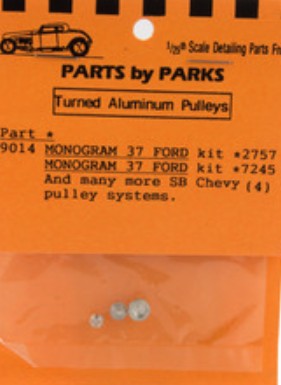 1/25th Scale Detailing Parts
PARTS by PARKS
Turned Aluminum Pulleys
Part *
9014 MONOGRAM 37 FORD kit *2757
MONOGRAM 37 FORD kit *7245
And many more SB Chevy (4)
pulley systems.